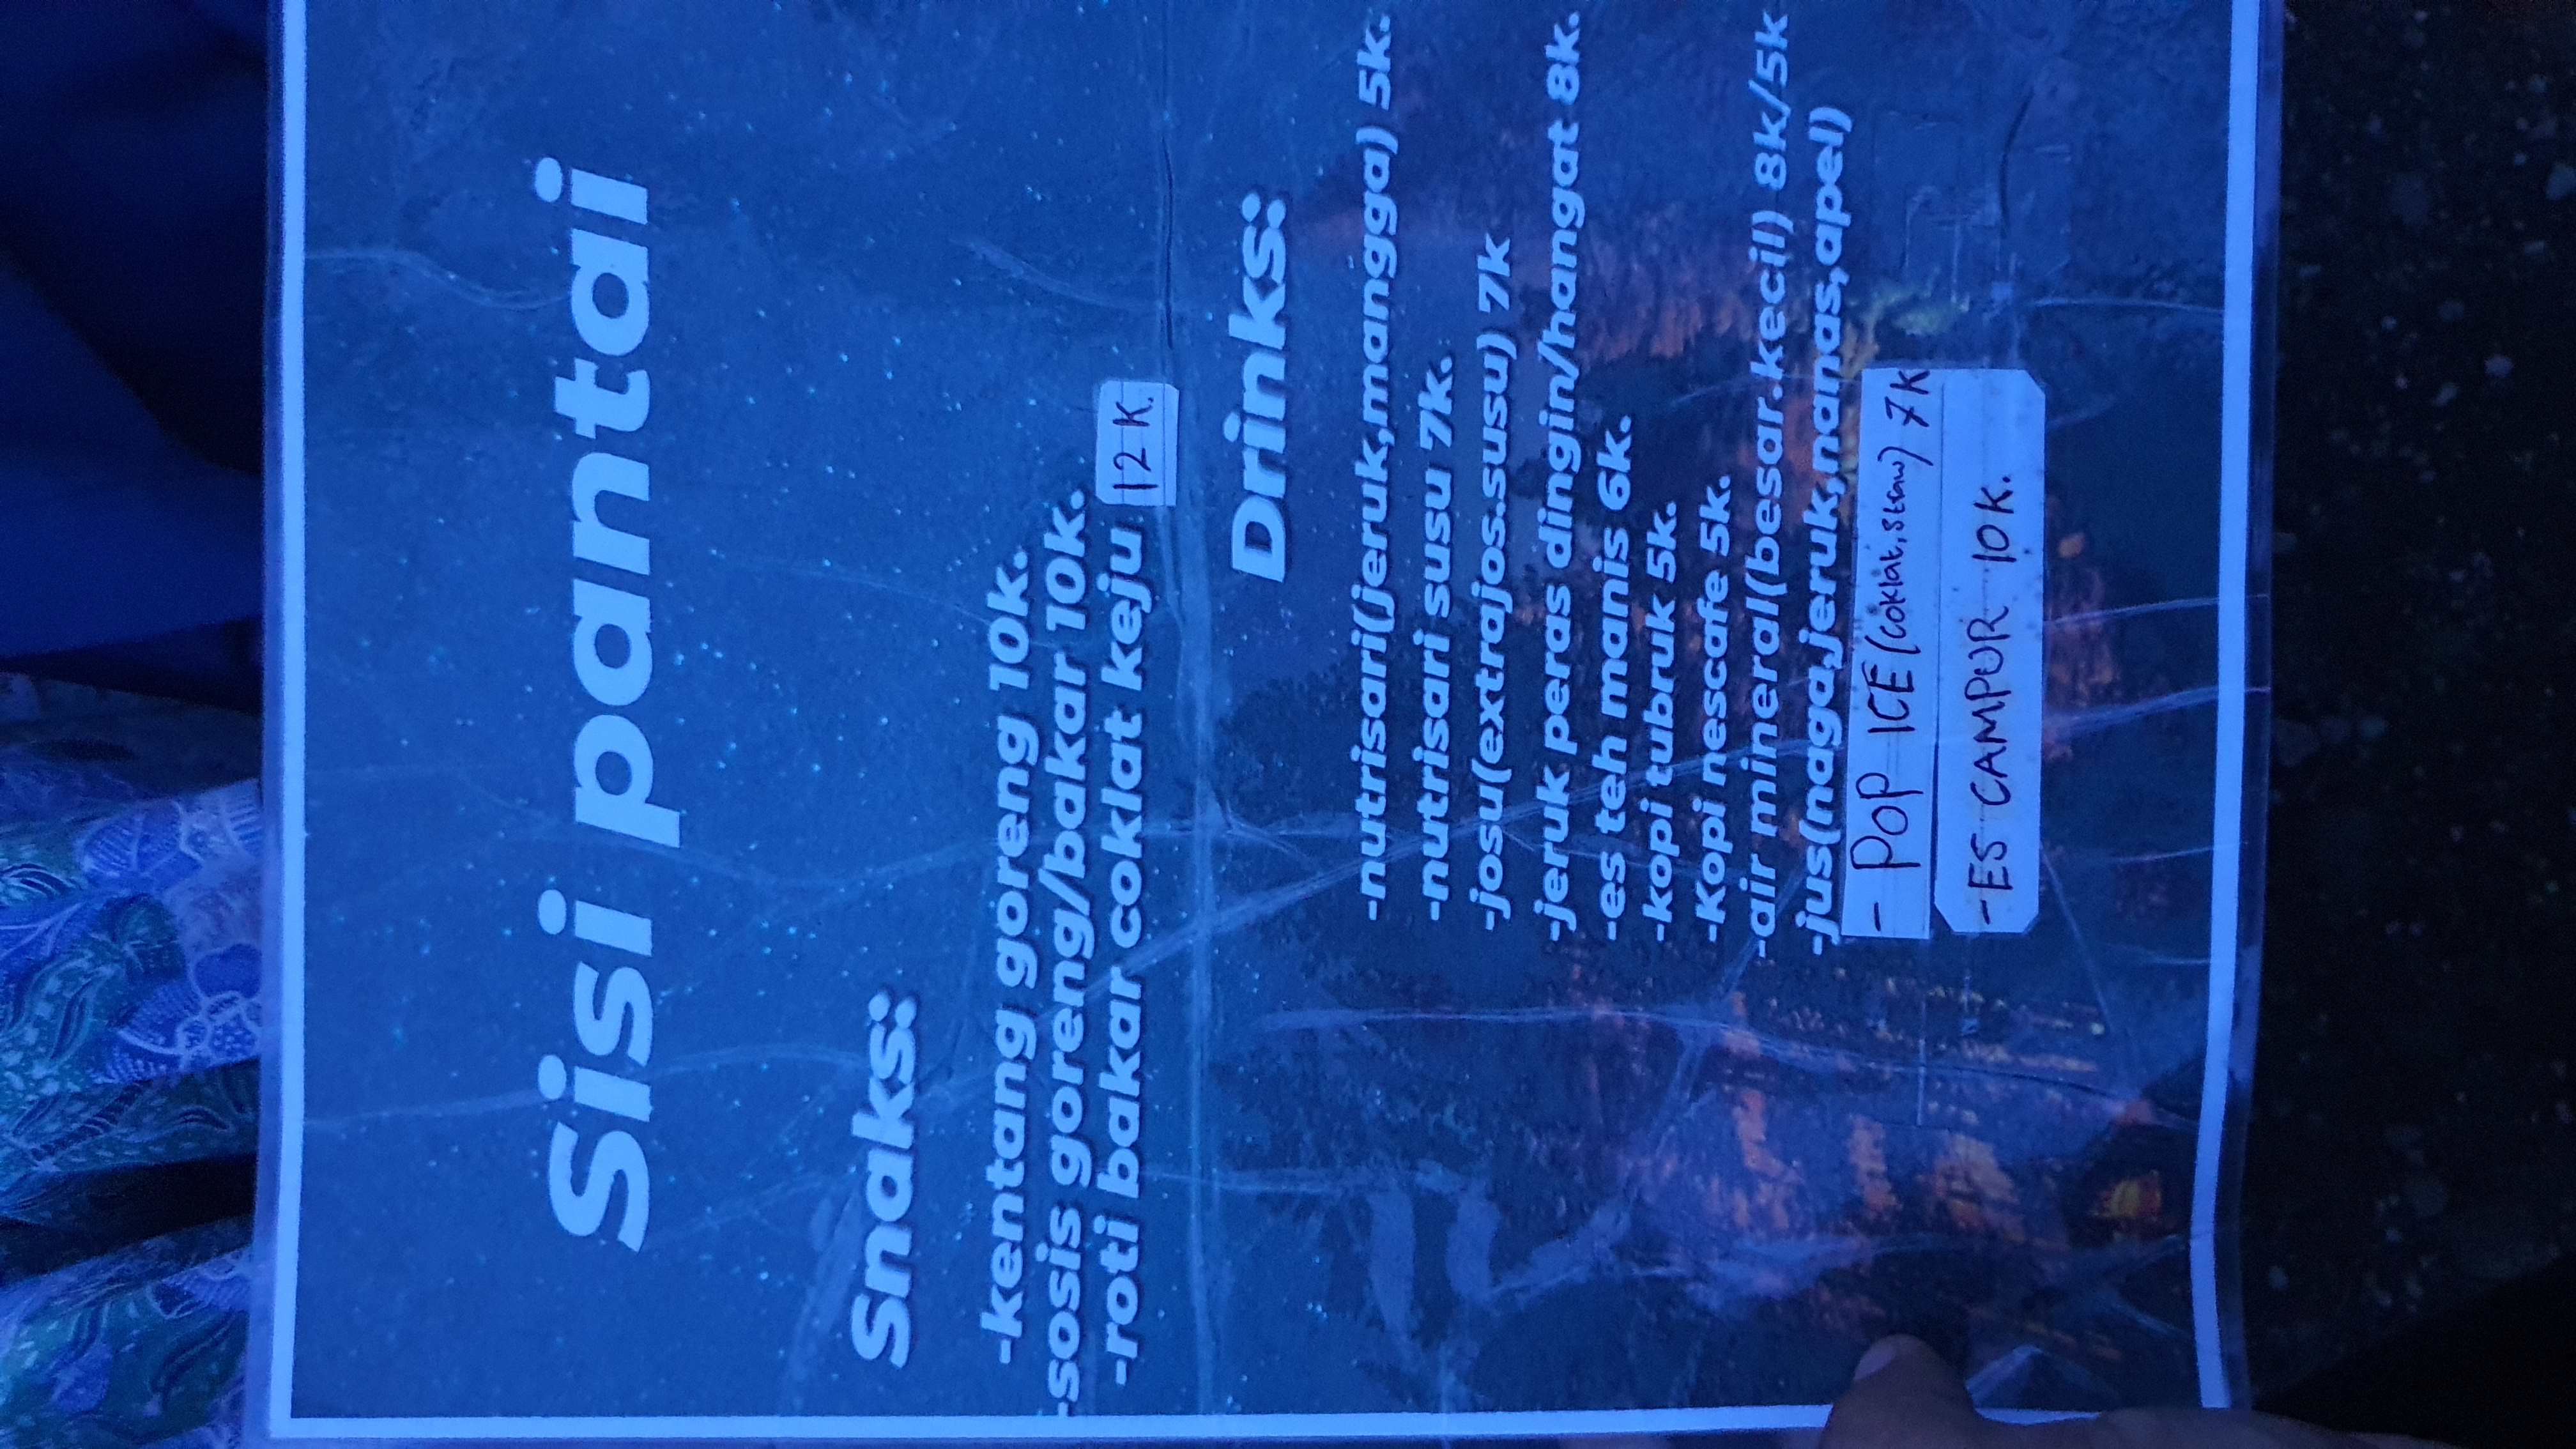 Sisi pantai
Snaks:
-kentang goreng 10k.
-sosis goreng/bakar 10k.
-roti bakar coklat keju 12 K.
Drinks:
-nutrisari(jeruk,mangga) 5k.
-nutrisari susu 7k.
-josu(extrajos.susu) 7k
-jeruk peras dingin/hangat 8k.
-es teh manis 6k.
-kopi tubruk 5k.
-Kopi nescafe 5k.
-air mineral(besar.kecil) 8k/5k
-jus(naga,jeruk,nanas,apel)
- POP ICE (coklat, straw) 7K
-ES CAMPUR 10K.